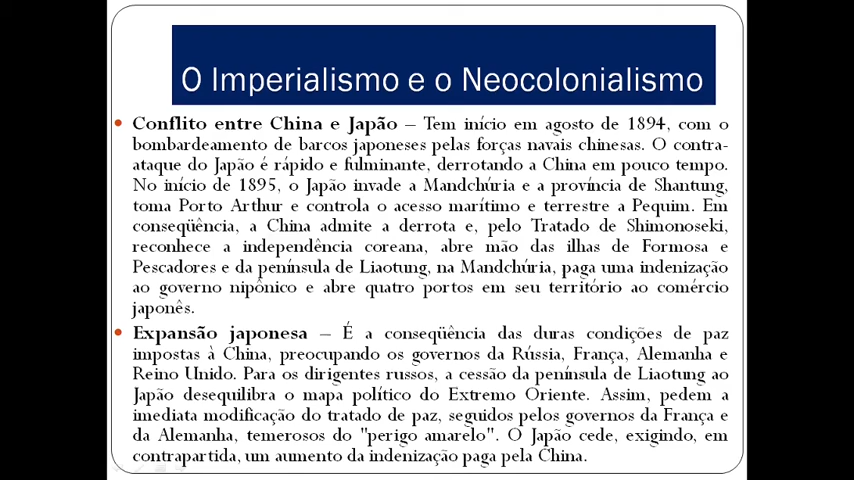 O Imperialismo e o Neocolonialismo
• Conflito entre China e Japão – Tem início em agosto de 1894, com o
bombardeamento de barcos japoneses pelas forças navais chinesas. O contra-
ataque do Japão é rápido e fulminante, derrotando a China em pouco tempo.
No início de 1895, o Japão invade a Mandchúria e a província de Shantung,
toma Porto Arthur e controla o acesso marítimo e terrestre a Pequim. Em
conseqüência, a China admite a derrota e, pelo Tratado de Shimonoseki,
reconhece a independência coreana, abre mão das ilhas de Formosa e
Pescadores e da península de Liaotung, na Mandchúria, paga uma indenização
ao governo nipônico e abre quatro portos em seu território ao comércio
japonês.
• Expansão japonesa – É a conseqüência das duras condições de paz
impostas à China, preocupando os governos da Rússia, França, Alemanha e
Reino Unido. Para os dirigentes russos, a cessão da península de Liaotung ao
Japão desequilibra o mapa político do Extremo Oriente. Assim, pedem a
imediata modificação do tratado de paz, seguidos pelos governos da França e
da Alemanha, temerosos do "perigo amarelo". O Japão cede, exigindo, em
contrapartida, um aumento da indenização paga pela China.